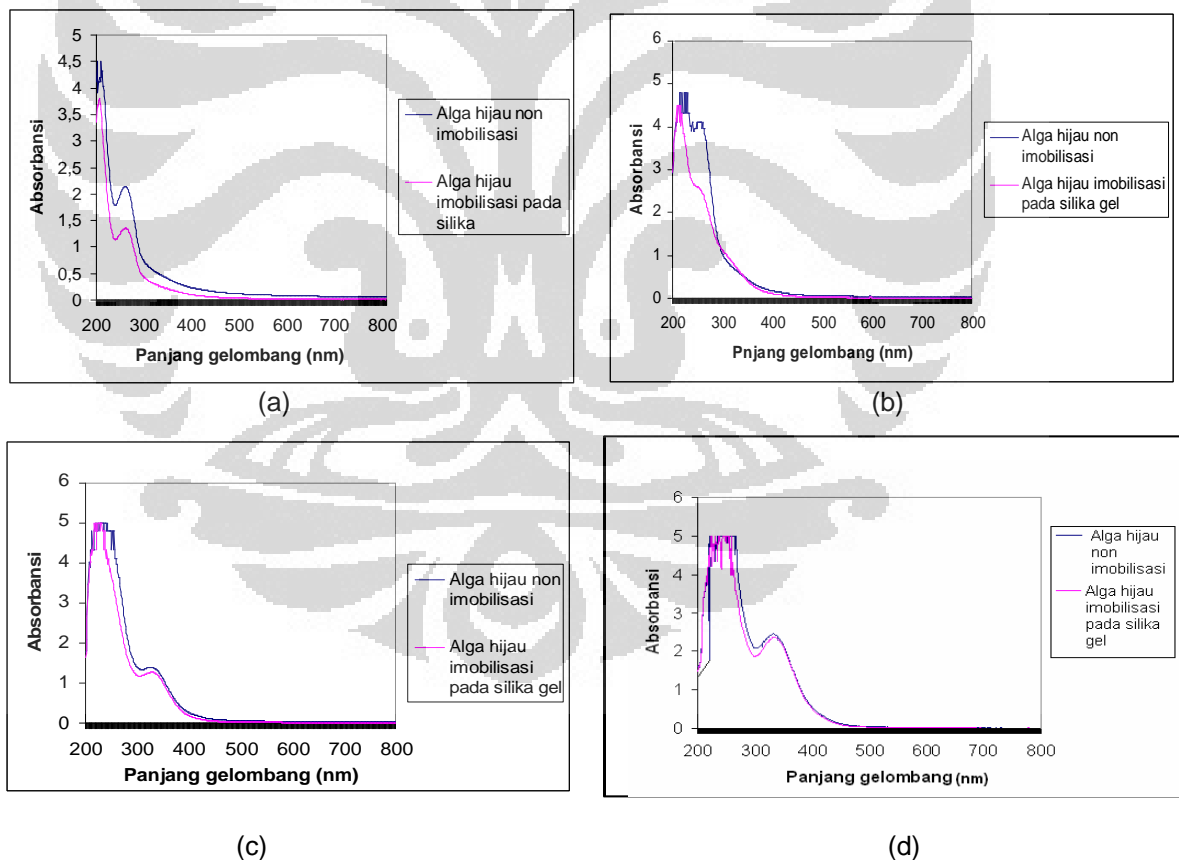 5
4,5
4
3,5
3
2,5
2
1,5
1
0,5
0
Absorbansi
200 300 400 500 600 700 800
Panjang gelombang (nm)
Alga hijau non
imobilisasi
Alga hijau
imobilisasi pada
silika
(a)
6
5
4
3
2
1
0
Absorbansi
200 300 400 500 600 700 800
Pnjang gelombang (nm)
Alga hijau non
imobilisasi
Alga hijau imobilisasi
pada silika gel
(b)
6
5
4
3
2
1
0
Absorbansi
200 300 400 500 600 700 800
Panjang gelombang (nm)
Alga hijau non
imobilisasi
Alga hijau
imobilisasi
pada silika gel
(c)
6
5
4
3
2
1
0
Absorbansi
200 300 400 500 600 700 800
Panjang gelombang (nm)
Alga hijau
non
imobilisasi
Alga hijau
imobilisasi
pada silika
gel
(d)